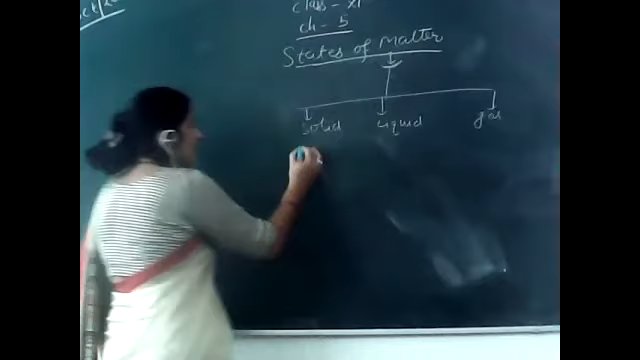 Class - XI
Ch - 5
States of Matter
Solid Liquid gas